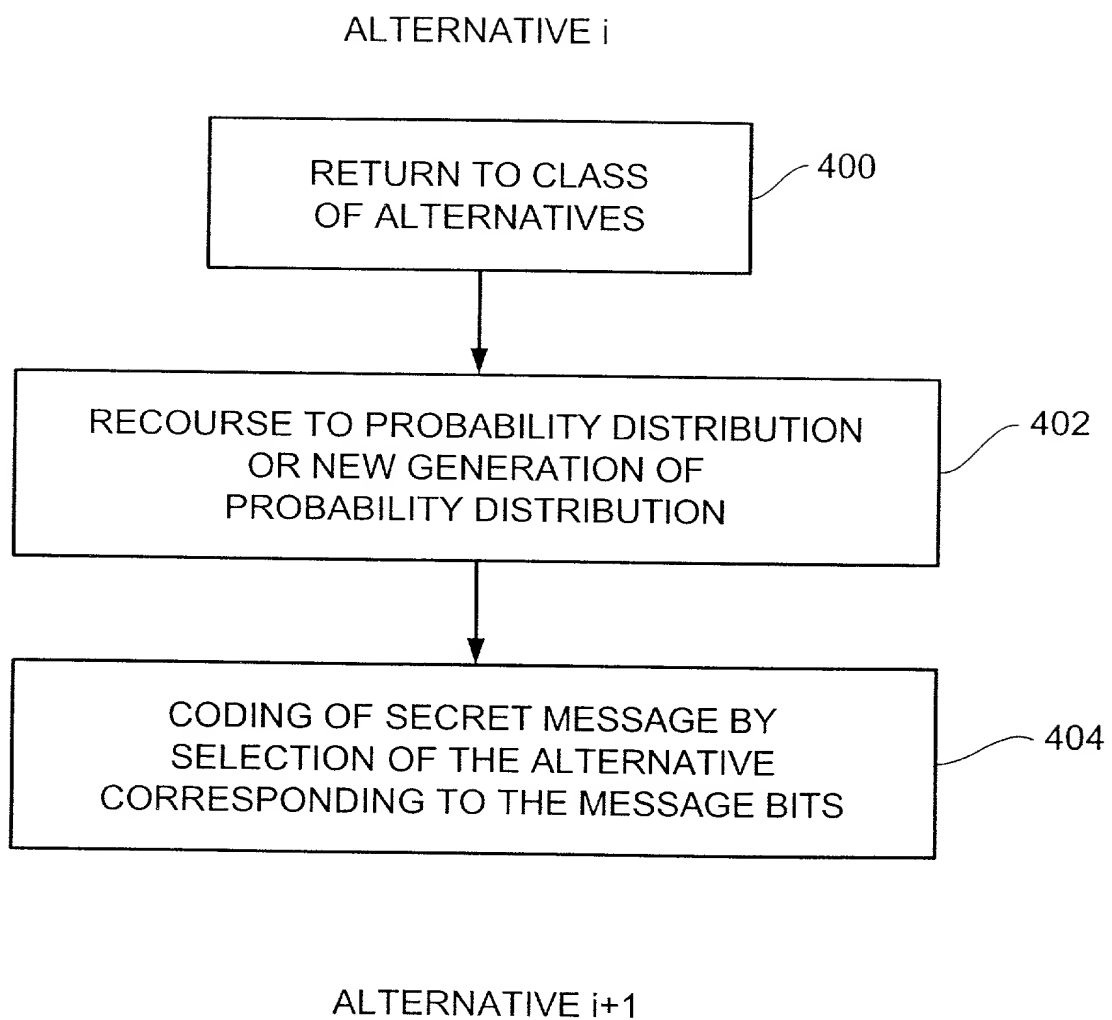 ALTERNATIVE i
RETURN TO CLASS
OF ALTERNATIVES
400
RECOURSE TO PROBABILITY DISTRIBUTION
OR NEW GENERATION OF
PROBABILITY DISTRIBUTION
402
CODING OF SECRET MESSAGE BY
SELECTION OF THE ALTERNATIVE
CORRESPONDING TO THE MESSAGE BITS
404
ALTERNATIVE i+1